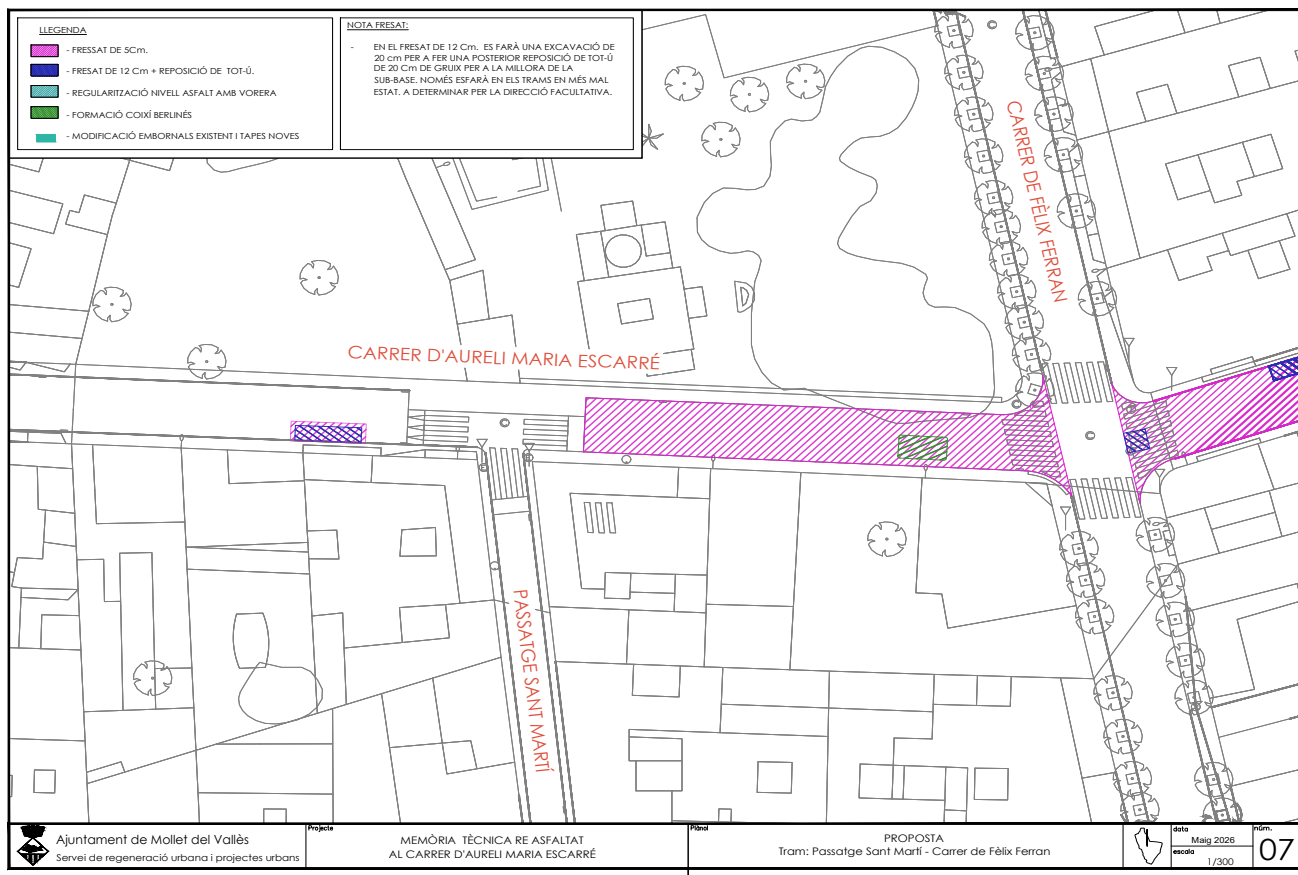 LLEGENDA
- FRESSAT DE 5Cm.
- FRESAT DE 12 Cm + REPOSICIÓ DE TOT-Ú.
- REGULARITZACIÓ NIVELL ASFALT AMB VORERA
- FORMACIÓ COIXÍ BERLINÉS
- MODIFICACIÓ EMBORNALS EXISTENT I TAPES NOVES
NOTA FRESAT:
- EN EL FRESAT DE 12 Cm. ES FARÀ UNA EXCAVACIÓ DE
20 cm PER A FER UNA POSTERIOR REPOSICIÓ DE TOT-Ú
DE 20 Cm DE GRUIX PER A LA MILLORA DE LA
SUB-BASE. NOMÉS ESFARÀ EN ELS TRAMS EN MÉS MAL
ESTAT. A DETERMINAR PER LA DIRECCIÓ FACULTATIVA.
CARRER DE FÈLIX FERRAN
CARRER D'AURELI MARIA ESCARRÉ
PASSATGE SANT MARTÍ
Ajuntament de Mollet del Vallès
Servei de regeneració urbana i projectes urbans
Projecte
MEMÒRIA TÈCNICA RE ASFALTAT
AL CARRER D'AURELI MARIA ESCARRÉ
Plànol
PROPOSTA
Tram: Passatge Sant Martí - Carrer de Fèlix Ferran
data
Maig 2026
escala
1/300
núm.
07